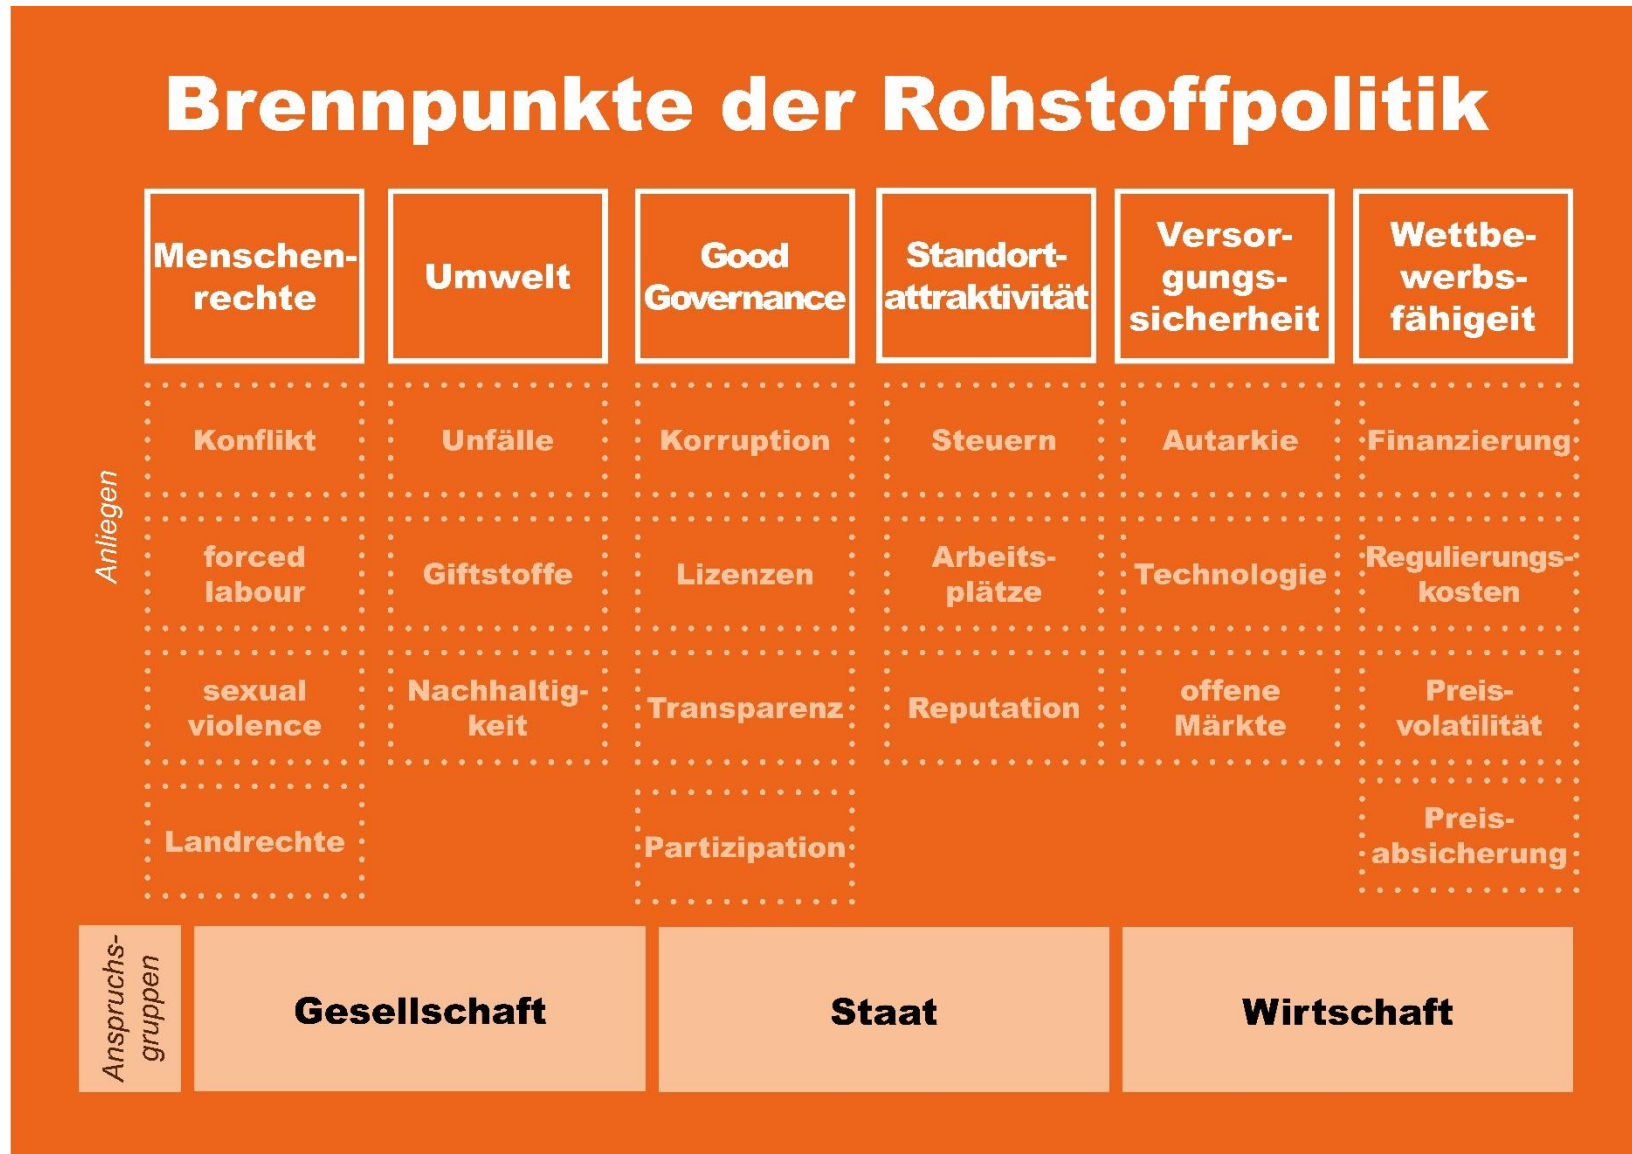 Brennpunkte der Rohstoffpolitik
Menschen-
rechte
Umwelt
Good
Governance
Standort-
attraktivität
Versor-
gungs-
sicherheit
Wettbe-
werbs-
fähigeit
Anliegen
Konflikt
Unfälle
Korruption
Steuern
Autarkie
Finanzierung
forced
labour
Giftstoffe
Lizenzen
Arbeits-
plätze
Technologie
Regulierungs-
kosten
sexual
violence
Nachhaltig-
keit
Transparenz
Reputation
offene
Märkte
Preis-
volatilität
Landrechte
Partizipation
Preis-
absicherung
Anspruchs-
gruppen
Gesellschaft
Staat
Wirtschaft